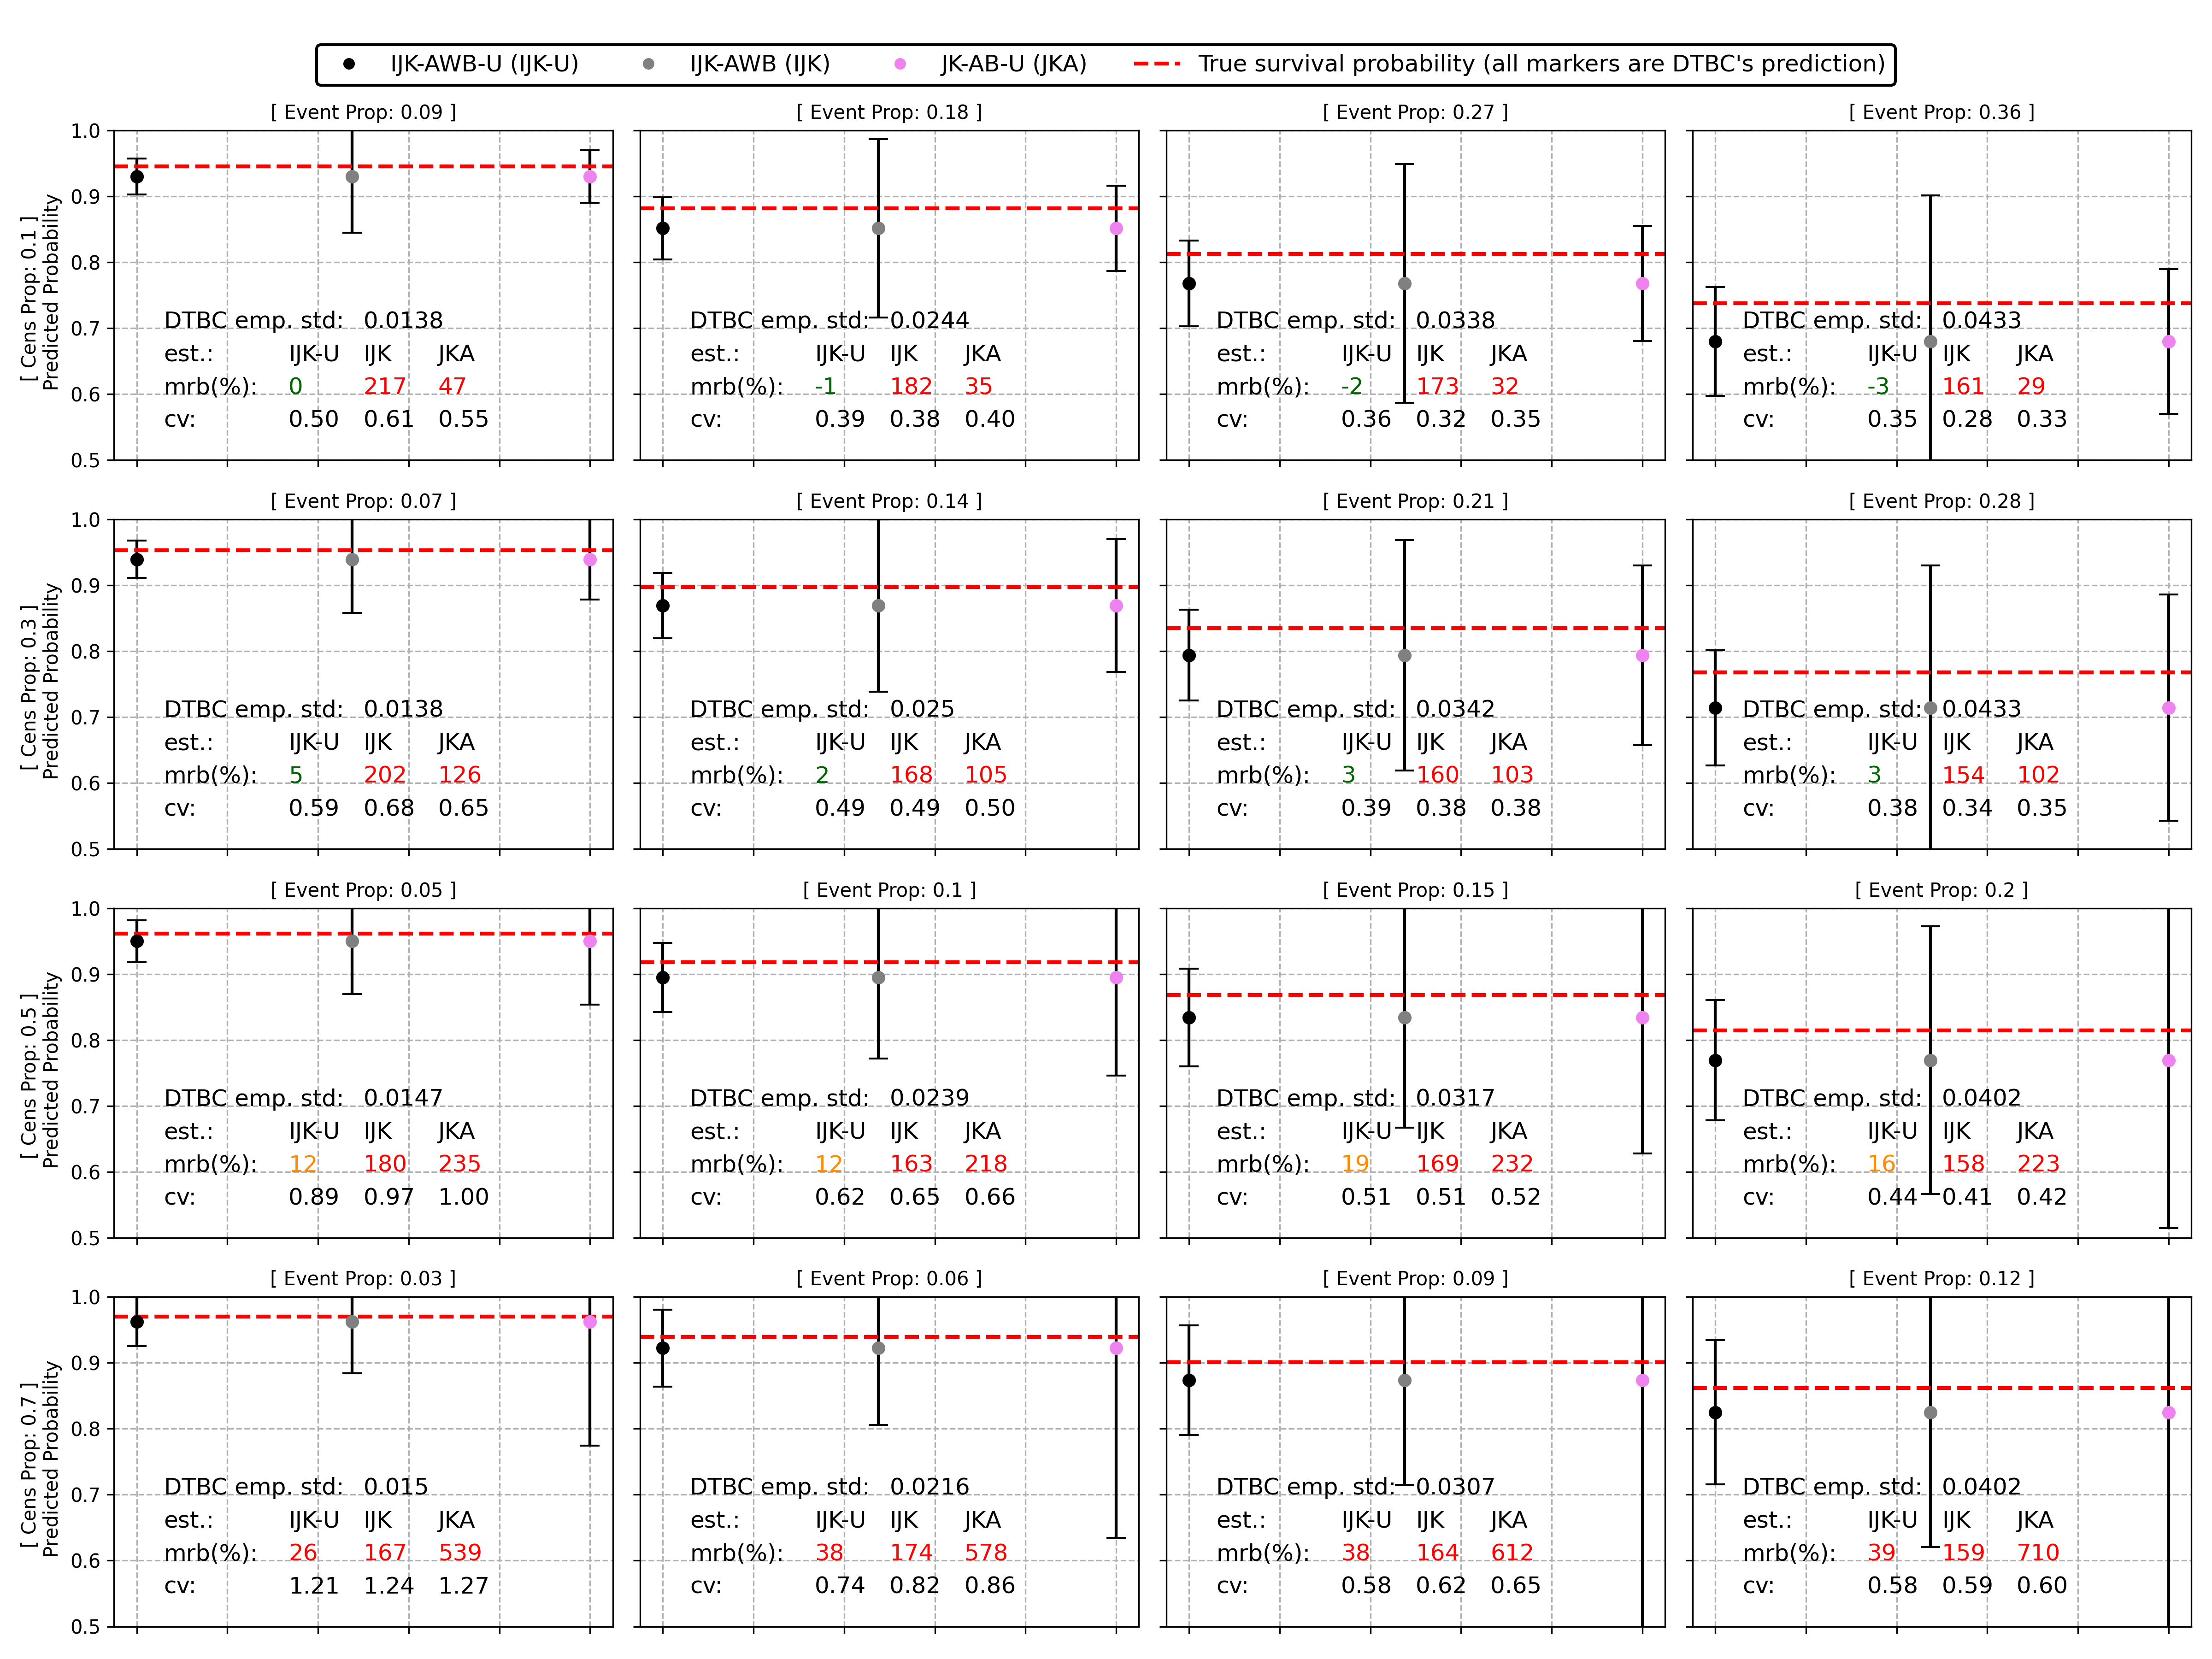 IJK-AWB-U (IJK-U) IJK-AWB (IJK) JK-AB-U (JKA) True survival probability (all markers are DTBC's prediction)
[ Event Prop: 0.09 ] [ Event Prop: 0.18 ] [ Event Prop: 0.27 ] [ Event Prop: 0.36 ]
[ Cens Prop: 0.1 ]
Predicted Probability
1.0
0.9
0.8
0.7
0.6
0.5
DTBC emp. std: 0.0138
est.: IJK-U IJK JKA
mrb(%): 0 217 47
cv: 0.50 0.61 0.55
DTBC emp. std: 0.0244
est.: IJK-U IJK JKA
mrb(%): -1 182 35
cv: 0.39 0.38 0.40
DTBC emp. std: 0.0338
est.: IJK-U IJK JKA
mrb(%): -2 173 32
cv: 0.36 0.32 0.35
DTBC emp. std: 0.0433
est.: IJK-U IJK JKA
mrb(%): -3 161 29
cv: 0.35 0.28 0.33
[ Event Prop: 0.07 ] [ Event Prop: 0.14 ] [ Event Prop: 0.21 ] [ Event Prop: 0.28 ]
[ Cens Prop: 0.3 ]
Predicted Probability
1.0
0.9
0.8
0.7
0.6
0.5
DTBC emp. std: 0.0138
est.: IJK-U IJK JKA
mrb(%): 5 202 126
cv: 0.59 0.68 0.65
DTBC emp. std: 0.025
est.: IJK-U IJK JKA
mrb(%): 2 168 105
cv: 0.49 0.49 0.50
DTBC emp. std: 0.0342
est.: IJK-U IJK JKA
mrb(%): 3 160 103
cv: 0.39 0.38 0.38
DTBC emp. std: 0.0433
est.: IJK-U IJK JKA
mrb(%): 3 154 102
cv: 0.38 0.34 0.35
[ Event Prop: 0.05 ] [ Event Prop: 0.1 ] [ Event Prop: 0.15 ] [ Event Prop: 0.2 ]
[ Cens Prop: 0.5 ]
Predicted Probability
1.0
0.9
0.8
0.7
0.6
0.5
DTBC emp. std: 0.0147
est.: IJK-U IJK JKA
mrb(%): 12 180 235
cv: 0.89 0.97 1.00
DTBC emp. std: 0.0239
est.: IJK-U IJK JKA
mrb(%): 12 163 218
cv: 0.62 0.65 0.66
DTBC emp. std: 0.0317
est.: IJK-U IJK JKA
mrb(%): 19 169 232
cv: 0.51 0.51 0.52
DTBC emp. std: 0.0402
est.: IJK-U IJK JKA
mrb(%): 16 158 223
cv: 0.44 0.41 0.42
[ Event Prop: 0.03 ] [ Event Prop: 0.06 ] [ Event Prop: 0.09 ] [ Event Prop: 0.12 ]
[ Cens Prop: 0.7 ]
Predicted Probability
1.0
0.9
0.8
0.7
0.6
0.5
DTBC emp. std: 0.015
est.: IJK-U IJK JKA
mrb(%): 26 167 539
cv: 1.21 1.24 1.27
DTBC emp. std: 0.0216
est.: IJK-U IJK JKA
mrb(%): 38 174 578
cv: 0.74 0.82 0.86
DTBC emp. std: 0.0307
est.: IJK-U IJK JKA
mrb(%): 38 164 612
cv: 0.58 0.62 0.65
DTBC emp. std: 0.0402
est.: IJK-U IJK JKA
mrb(%): 39 159 710
cv: 0.58 0.59 0.60